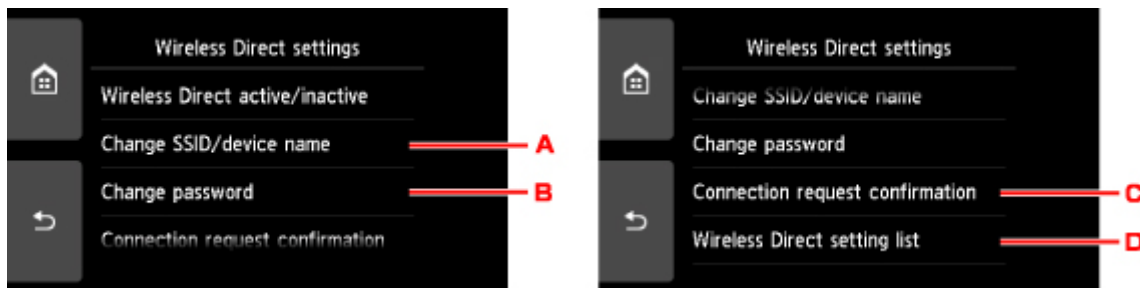 Wireless Direct settings
Wireless Direct active/inactive
Change SSID/device name
A
Change password
B
Connection request confirmation
Wireless Direct settings
Change SSID/device name
Change password
Connection request confirmation
C
Wireless Direct setting list
D